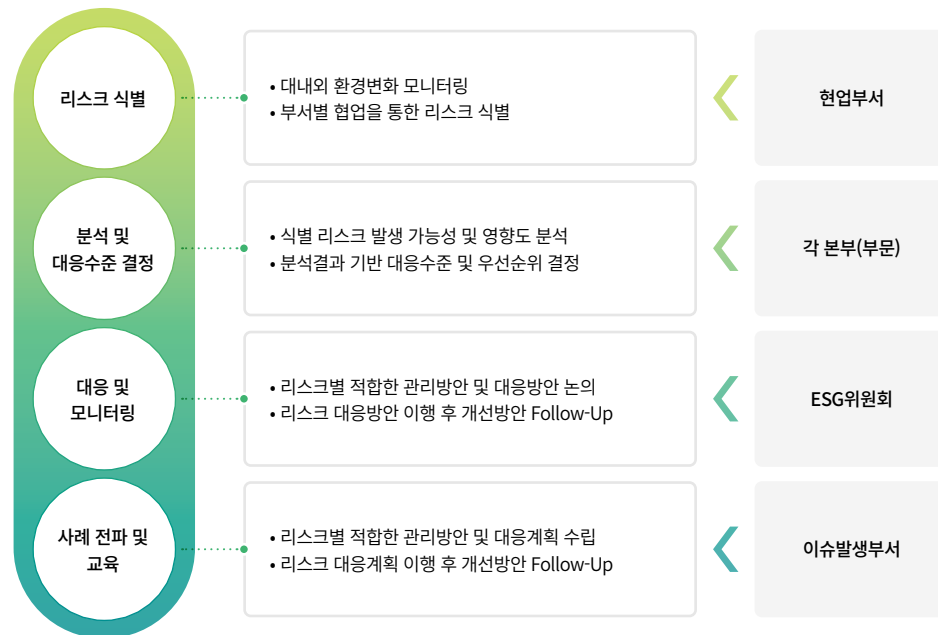 리스크 식별
• 대내외 환경변화 모니터링
• 부서별 협업을 통한 리스크 식별
현업부서
분석 및
대응수준 결정
• 식별 리스크 발생 가능성 및 영향도 분석
• 분석결과 기반 대응수준 및 우선순위 결정
각 본부(부문)
대응 및
모니터링
• 리스크별 적합한 관리방안 및 대응방안 논의
• 리스크 대응방안 이행 후 개선방안 Follow-Up
ESG위원회
사례 전파 및
교육
• 리스크별 적합한 관리방안 및 대응계획 수립
• 리스크 대응계획 이행 후 개선방안 Follow-Up
이슈발생부서